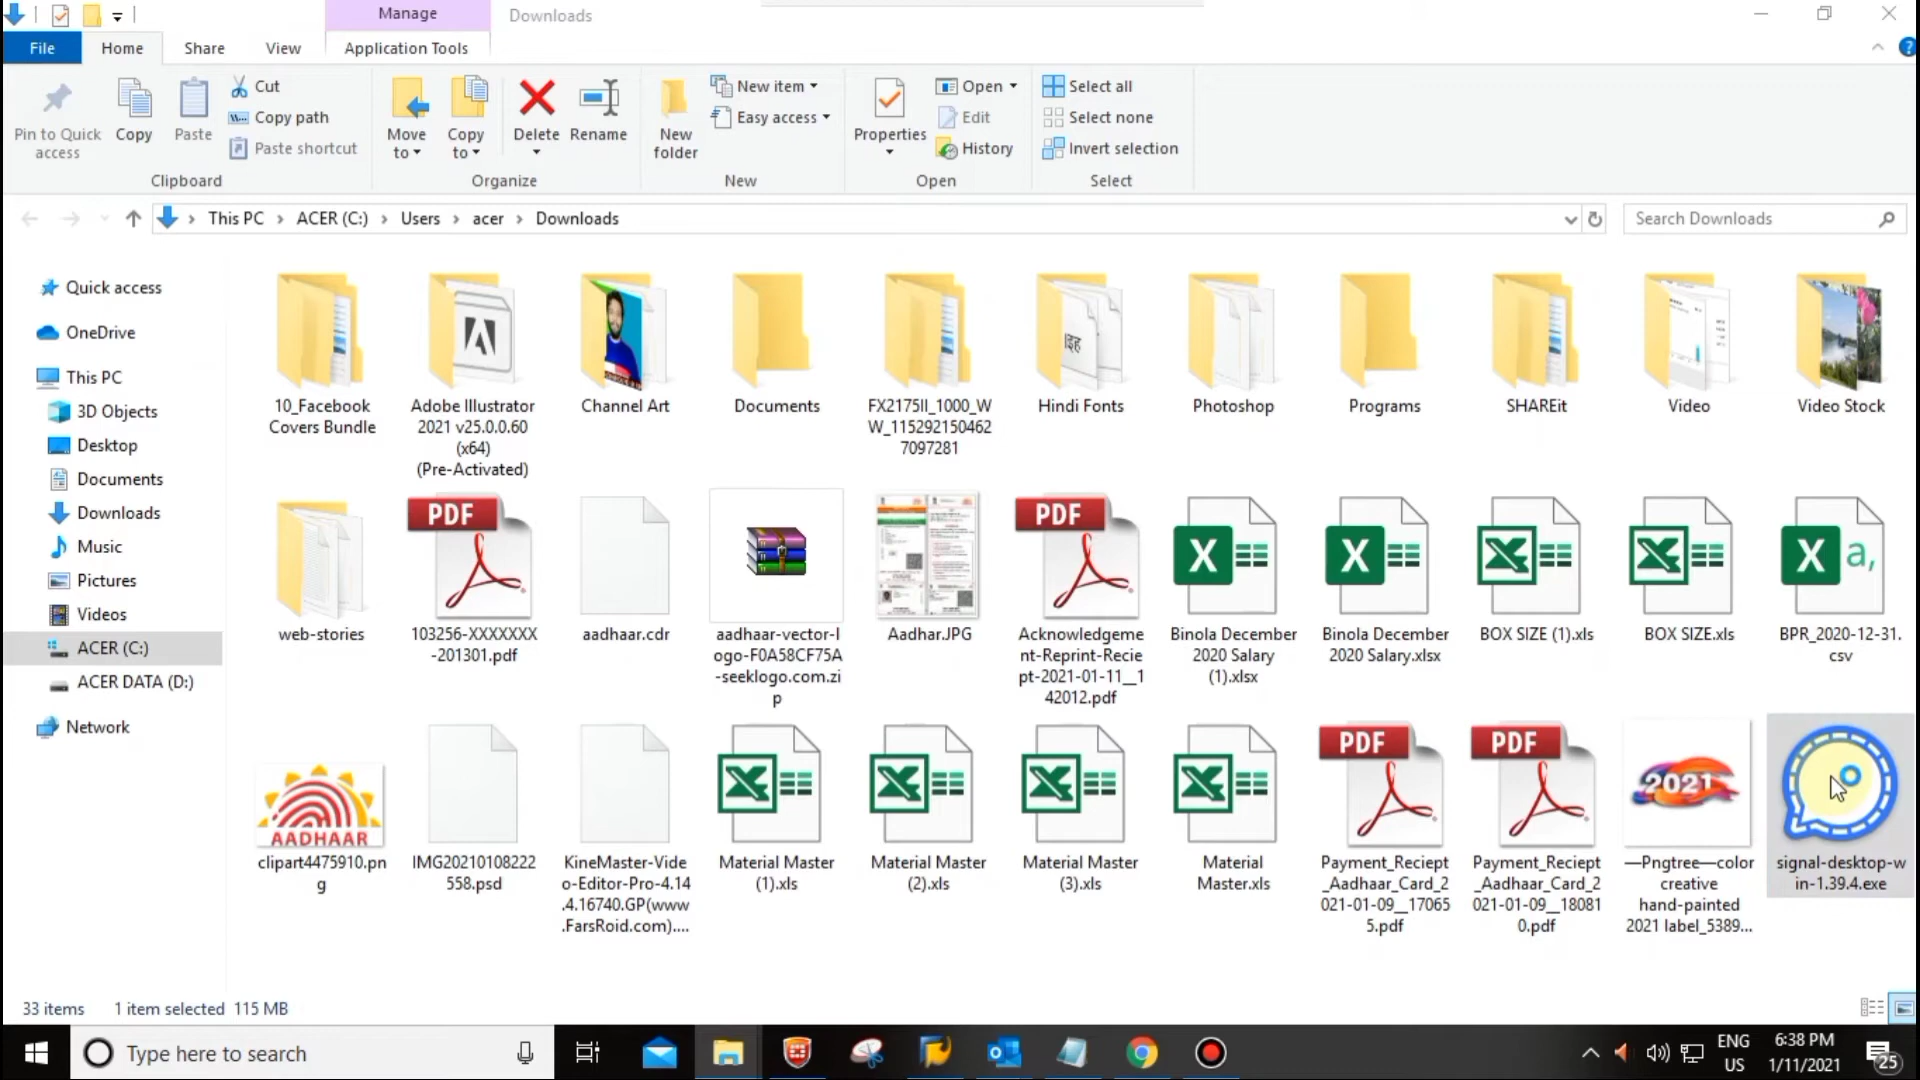 Manage
Downloads
File
Home
Share
View
Application Tools
Pin to Quick
access
Copy
Paste
Cut
Copy path
Paste shortcut
Clipboard
Move
to
Copy
to
Delete
Rename
Organize
New
folder
New item
Easy access
New
Properties
Open
Edit
History
Open
Select all
Select none
Invert selection
Select
This PC
ACER (C:)
Users
acer
Downloads
Search Downloads
Quick access
OneDrive
This PC
3D Objects
Desktop
Documents
Downloads
Music
Pictures
Videos
ACER (C:)
ACER DATA (D:)
Network
10_Facebook
Covers Bundle
Adobe Illustrator
2021 v25.0.0.60
(x64)
(Pre-Activated)
Channel Art
Documents
FX2175II_1000_W
W_115292150462
7097281
Hindi Fonts
Photoshop
Programs
SHAREit
Video
Video Stock
web-stories
PDF
103256-XXXXXXX
-201301.pdf
aadhaar.cdr
aadhaar-vector-l
ogo-F0A58CF75A
-seeklogo.com.zi
p
Aadhar.JPG
PDF
Acknowledgeme
nt-Reprint-Recie
pt-2021-01-11__1
42012.pdf
Binola December
2020 Salary
(1).xlsx
Binola December
2020 Salary.xlsx
BOX SIZE (1).xls
BOX SIZE.xls
BPR_2020-12-31.
csv
AADHAAR
clipart4475910.pn
g
IMG20210108222
558.psd
KineMaster-Vide
o-Editor-Pro-4.14
.4.16740.GP(www
.FarsRoid.com)....
Material Master
(1).xls
Material Master
(2).xls
Material Master
(3).xls
Material
Master.xls
PDF
Payment_Reciept
_Aadhaar_Card_2
021-01-09__17065
5.pdf
PDF
Payment_Reciept
_Aadhaar_Card_2
021-01-09__18081
0.pdf
2021
—Pngtree—color
creative
hand-painted
2021 label_5389...
signal-desktop-w
in-1.39.4.exe
33 items
1 item selected
115 MB
Type here to search
ENG
US
6:38 PM
1/11/2021
25